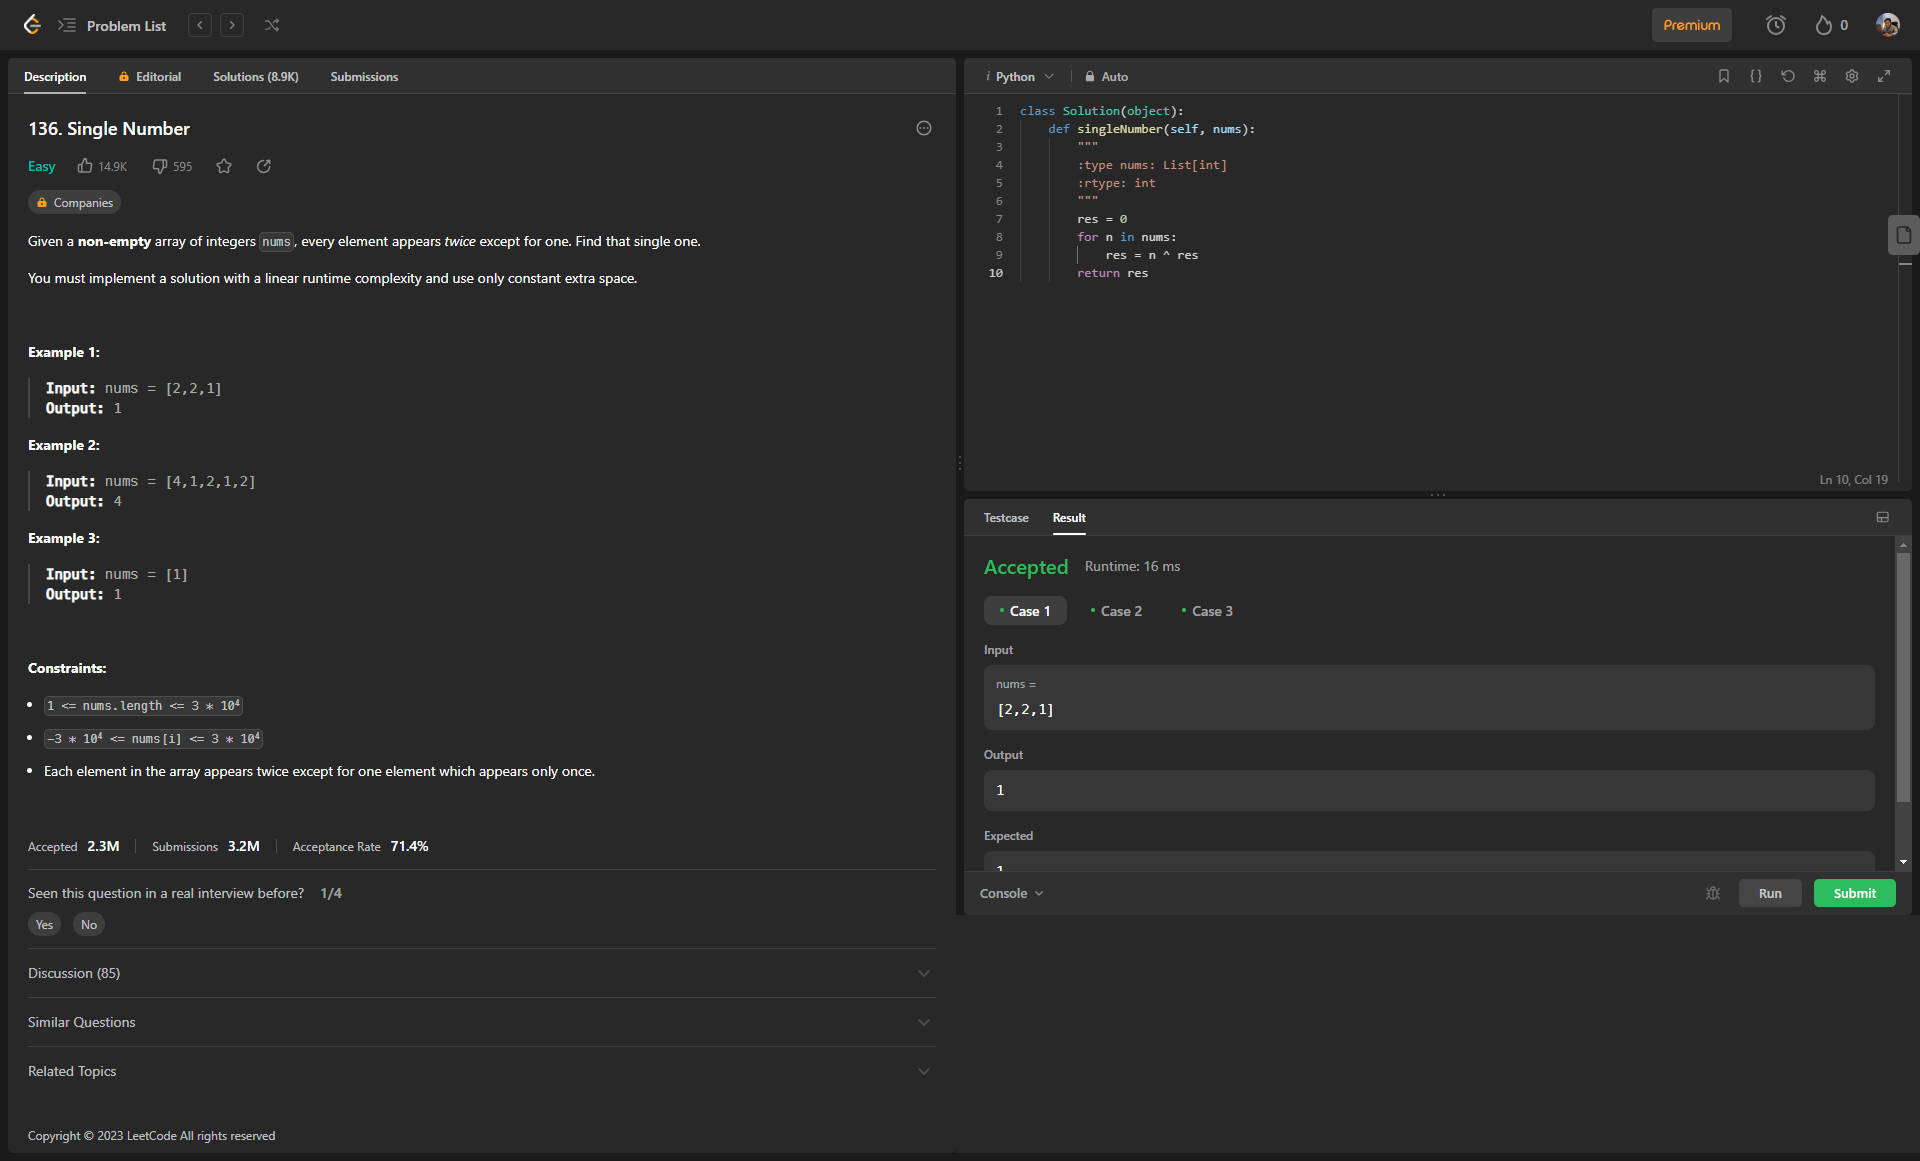 Problem List
Premium
0
Description Editorial Solutions (8.9K) Submissions
136. Single Number
Easy 14.9K 595
Companies
Given a non-empty array of integers nums, every element appears twice except for one. Find that single one.
You must implement a solution with a linear runtime complexity and use only constant extra space.
Example 1:
Input: nums = [2,2,1]
Output: 1
Example 2:
Input: nums = [4,1,2,1,2]
Output: 4
Example 3:
Input: nums = [1]
Output: 1
Constraints:
• 1 <= nums.length <= 3 * 10⁴
• -3 * 10⁴ <= nums[i] <= 3 * 10⁴
• Each element in the array appears twice except for one element which appears only once.
Accepted 2.3M Submissions 3.2M Acceptance Rate 71.4%
Seen this question in a real interview before? 1/4
Yes No
Discussion (85)
Similar Questions
Related Topics
Copyright © 2023 LeetCode All rights reserved
i Python Auto
1 class Solution(object):
2 def singleNumber(self, nums):
3 """
4 :type nums: List[int]
5 :rtype: int
6 """
7 res = 0
8 for n in nums:
9 res = n ^ res
10 return res
Ln 10, Col 19
Testcase Result
Accepted Runtime: 16 ms
• Case 1 • Case 2 • Case 3
Input
nums =
[2,2,1]
Output
1
Expected
1
Console Run Submit